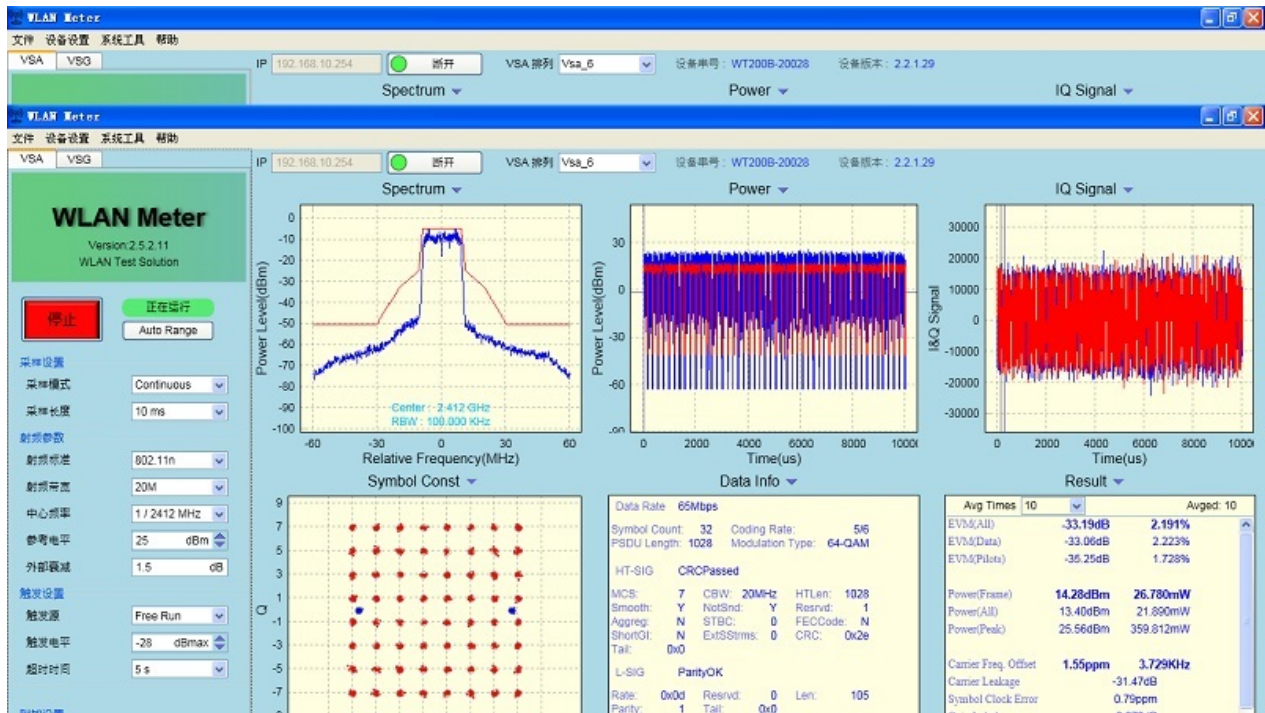 WLAN Meter
文件 设备设置 系统工具 帮助
VSA VSG
IP 192.168.10.254 断开 VSA 排列 Vsa_6 设备串号: WT200B-20028 设备版本: 2.2.1.29
Spectrum Power IQ Signal
WLAN Meter
文件 设备设置 系统工具 帮助
VSA VSG
IP 192.168.10.254 断开 VSA 排列 Vsa_6 设备串号: WT200B-20028 设备版本: 2.2.1.29
WLAN Meter
Version:2.5.2.11
WLAN Test Solution
停止
正在运行
Auto Range
采样设置
采样模式 Continuous
采样长度 10 ms
射频参数
射频标准 802.11n
射频带宽 20M
中心频率 1 / 2412 MHz
参考电平 25 dBm
外部衰减 1.5 dB
触发设置
触发源 Free Run
触发电平 -28 dBmax
超时时间 5 s
Spectrum
Power Level(dBm)
0
-10
-20
-30
-40
-50
-60
-70
-80
-90
-100
Center : 2.412 GHz
RBW : 100.000 KHz
-60 -30 0 30 60
Relative Frequency(MHz)
Power
Power Level(dBm)
30
0
-30
-60
-90
0 2000 4000 6000 8000 10000
Time(us)
IQ Signal
I&Q Signal
30000
20000
10000
0
-10000
-20000
-30000
0 2000 4000 6000 8000 1000
Time(us)
Symbol Const
Q
9
7
5
3
1
-1
-3
-5
-7
Data Info
Data Rate 65Mbps
Symbol Count: 32 Coding Rate: 5/6
PSDU Length: 1028 Modulation Type: 64-QAM
HT-SIG CRCPassed
MCS: 7 CBW: 20MHz HTLen: 1028
Smooth: Y NotSnd: Y Resrvd: 1
Aggreg: N STBC: 0 FECCode: N
ShortGI: N ExtSStrms: 0 CRC: 0x2e
Tail: 0x0
L-SIG ParityOK
Rate: 0x0d Resrvd: 0 Len: 105
Parity: 1 Tail: 0x0
Result
Avg Times 10 Avged: 10
EVM(All) -33.19dB 2.191%
EVM(Data) -33.06dB 2.223%
EVM(Pilots) -35.25dB 1.728%
Power(Frame) 14.28dBm 26.780mW
Power(All) 13.40dBm 21.890mW
Power(Peak) 25.56dBm 359.812mW
Carrier Freq. Offset 1.55ppm 3.729KHz
Carrier Leakage -31.47dB
Symbol Clock Error 0.79ppm